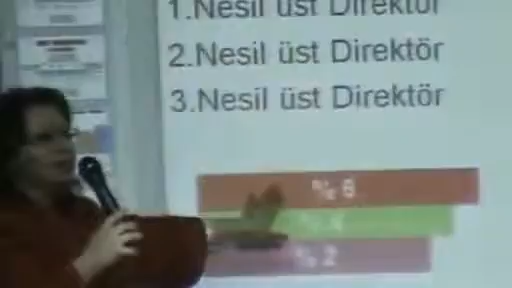 1.Nesil üst Direktör
2.Nesil üst Direktör
3.Nesil üst Direktör
% 6
% 4
% 2